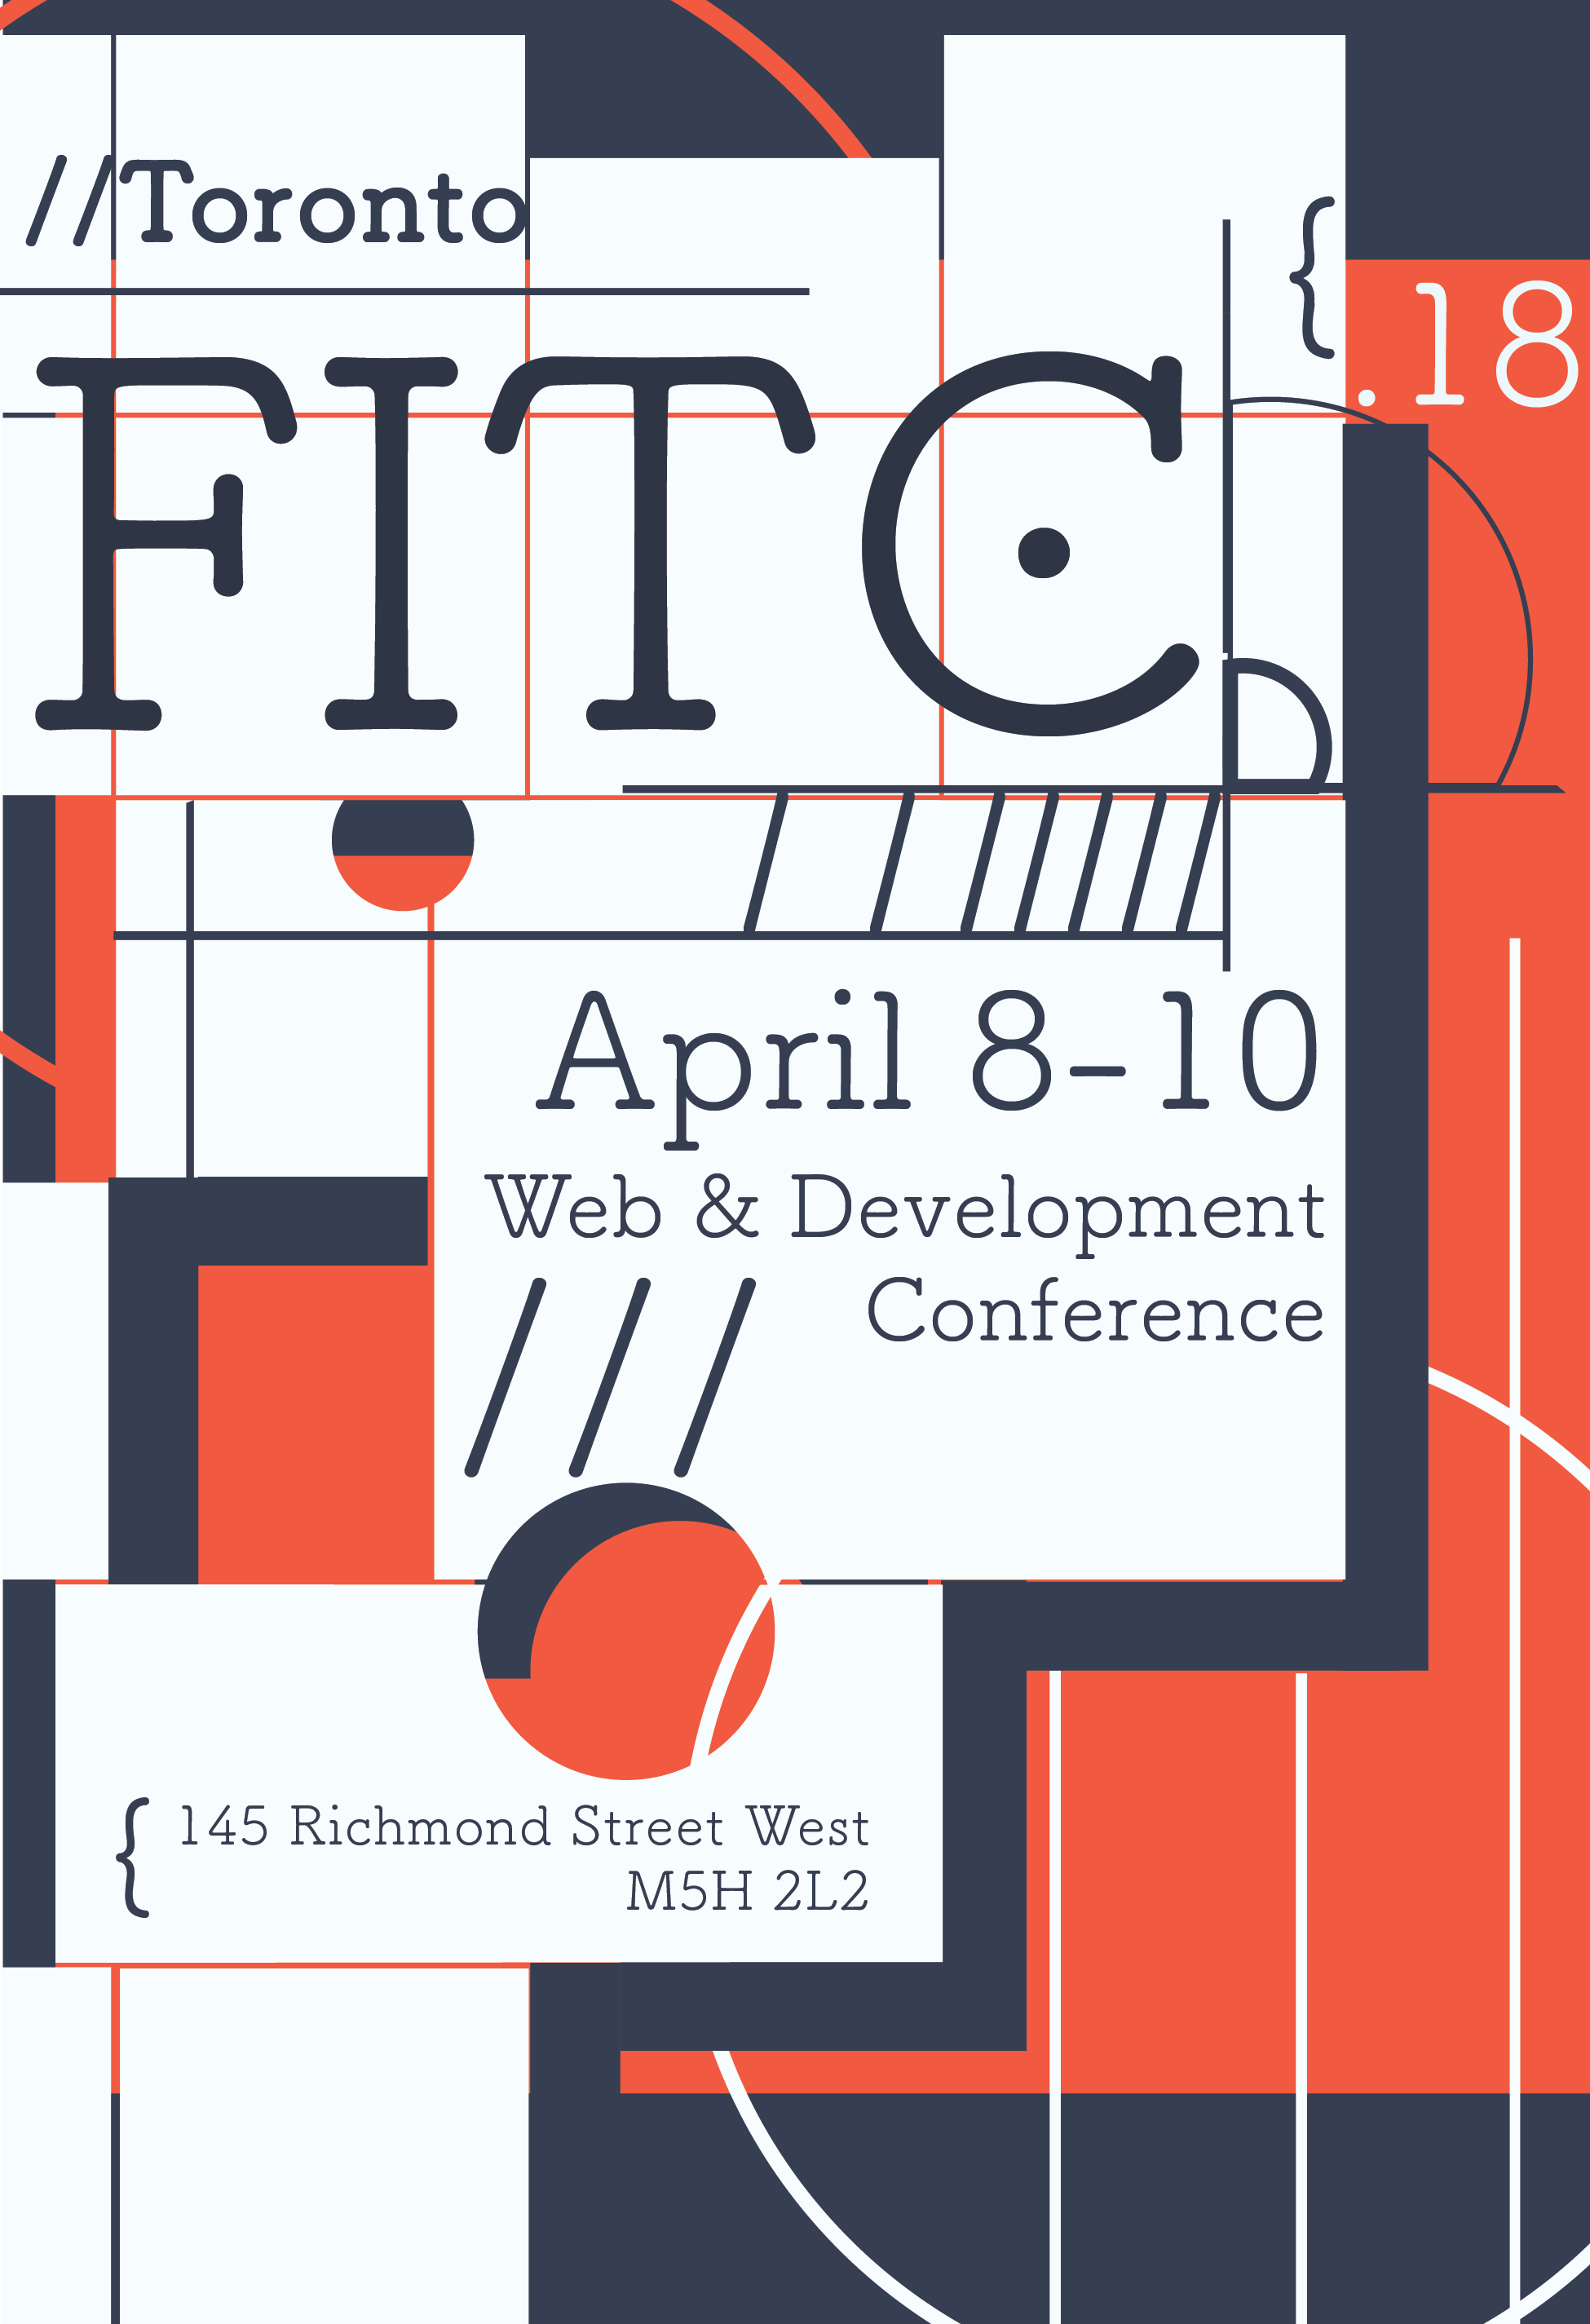 //Toronto
{
.18
FITC
April 8-10
Web & Development
Conference
///
{ 145 Richmond Street West
M5H 2L2